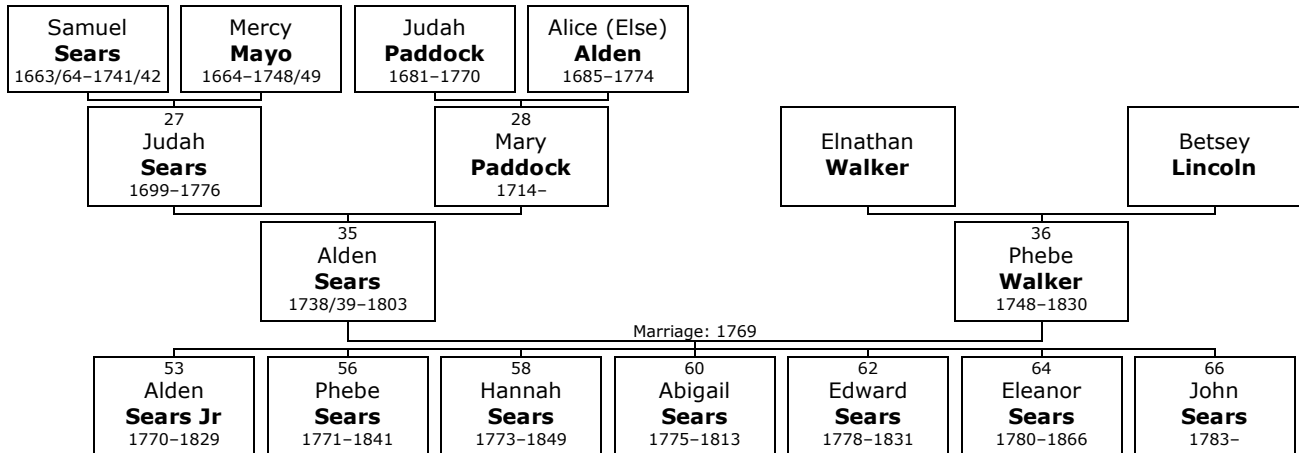 Samuel
Sears
1663/64–1741/42
Mercy
Mayo
1664–1748/49
Judah
Paddock
1681–1770
Alice (Else)
Alden
1685–1774
27
Judah
Sears
1699–1776
28
Mary
Paddock
1714–
Elnathan
Walker
Betsey
Lincoln
35
Alden
Sears
1738/39–1803
36
Phebe
Walker
1748–1830
Marriage: 1769
53
Alden
Sears Jr
1770–1829
56
Phebe
Sears
1771–1841
58
Hannah
Sears
1773–1849
60
Abigail
Sears
1775–1813
62
Edward
Sears
1778–1831
64
Eleanor
Sears
1780–1866
66
John
Sears
1783–